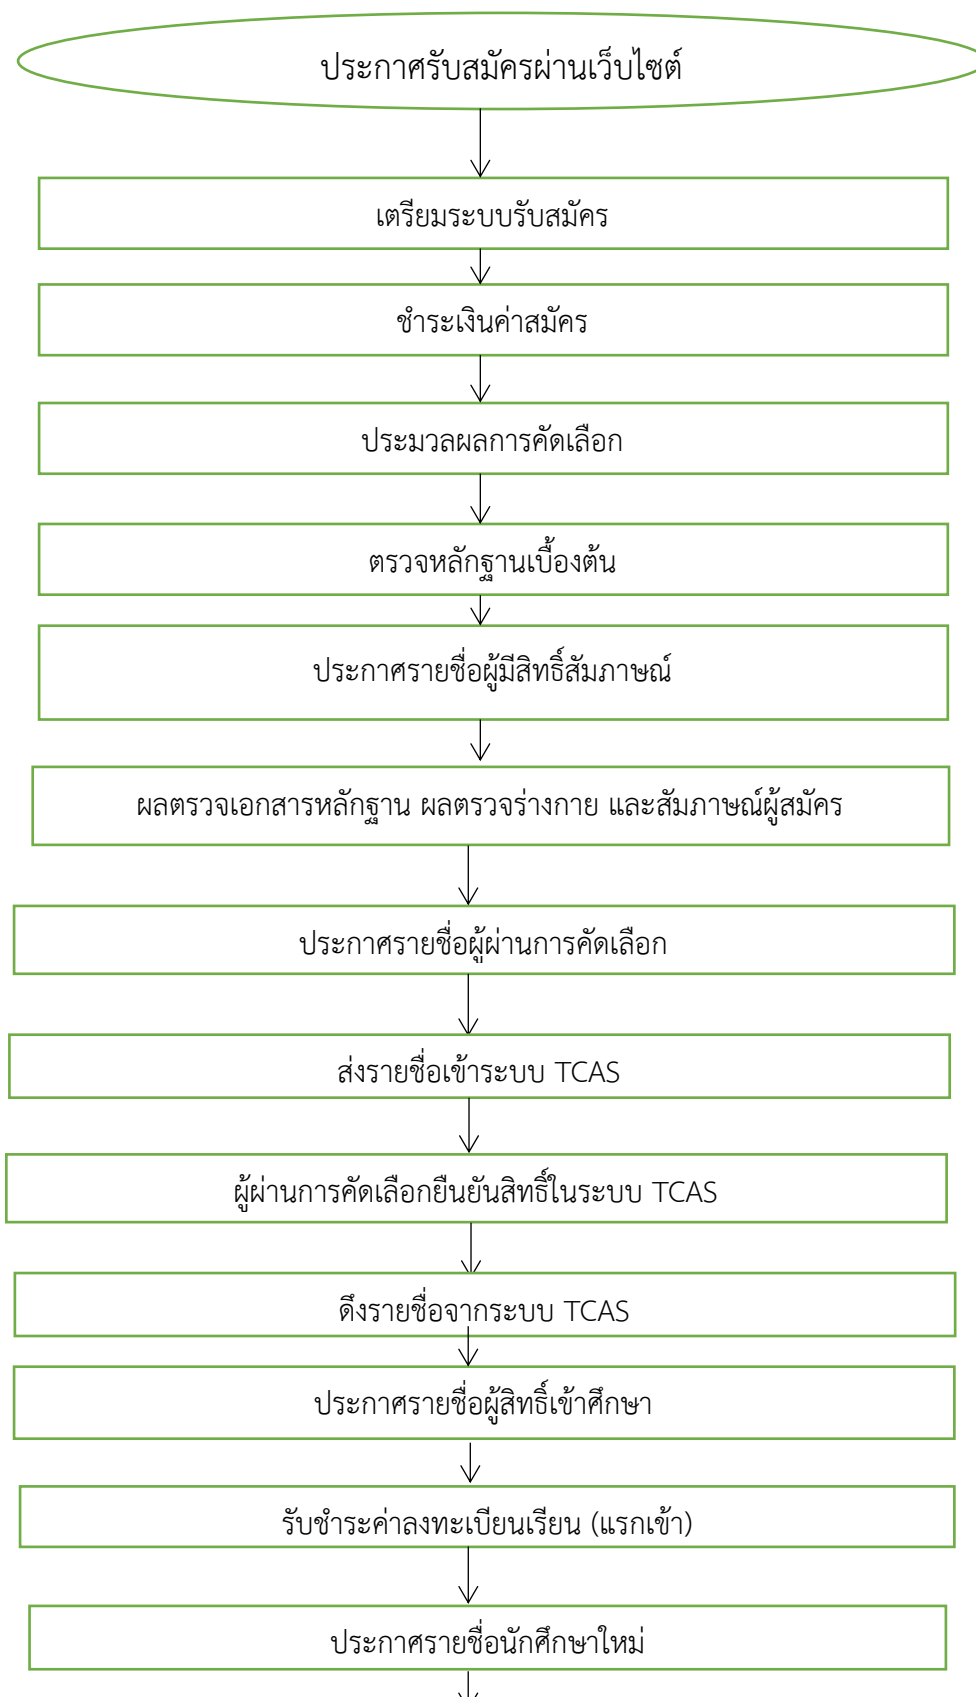 ประกาศรับสมัครผ่านเว็บไซต์
เตรียมระบบรับสมัคร
ชำระเงินค่าสมัคร
ประมวลผลการคัดเลือก
ตรวจหลักฐานเบื้องต้น
ประกาศรายชื่อผู้มีสิทธิ์สัมภาษณ์
ผลตรวจเอกสารหลักฐาน ผลตรวจร่างกาย และสัมภาษณ์ผู้สมัคร
ประกาศรายชื่อผู้ผ่านการคัดเลือก
ส่งรายชื่อเข้าระบบ TCAS
ผู้ผ่านการคัดเลือกยืนยันสิทธิ์ในระบบ TCAS
ดึงรายชื่อจากระบบ TCAS
ประกาศรายชื่อผู้สิทธิ์เข้าศึกษา
รับชำระค่าลงทะเบียนเรียน (แรกเข้า)
ประกาศรายชื่อนักศึกษาใหม่